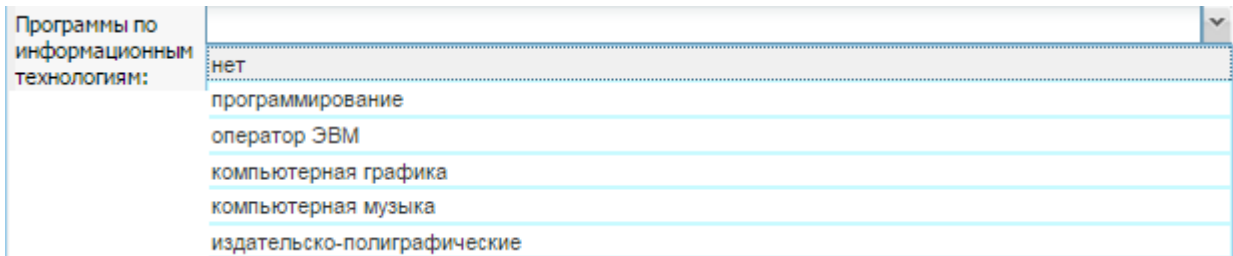 Программы по
информационным
технологиям:
нет
программирование
оператор ЭВМ
компьютерная графика
компьютерная музыка
издательско-полиграфические